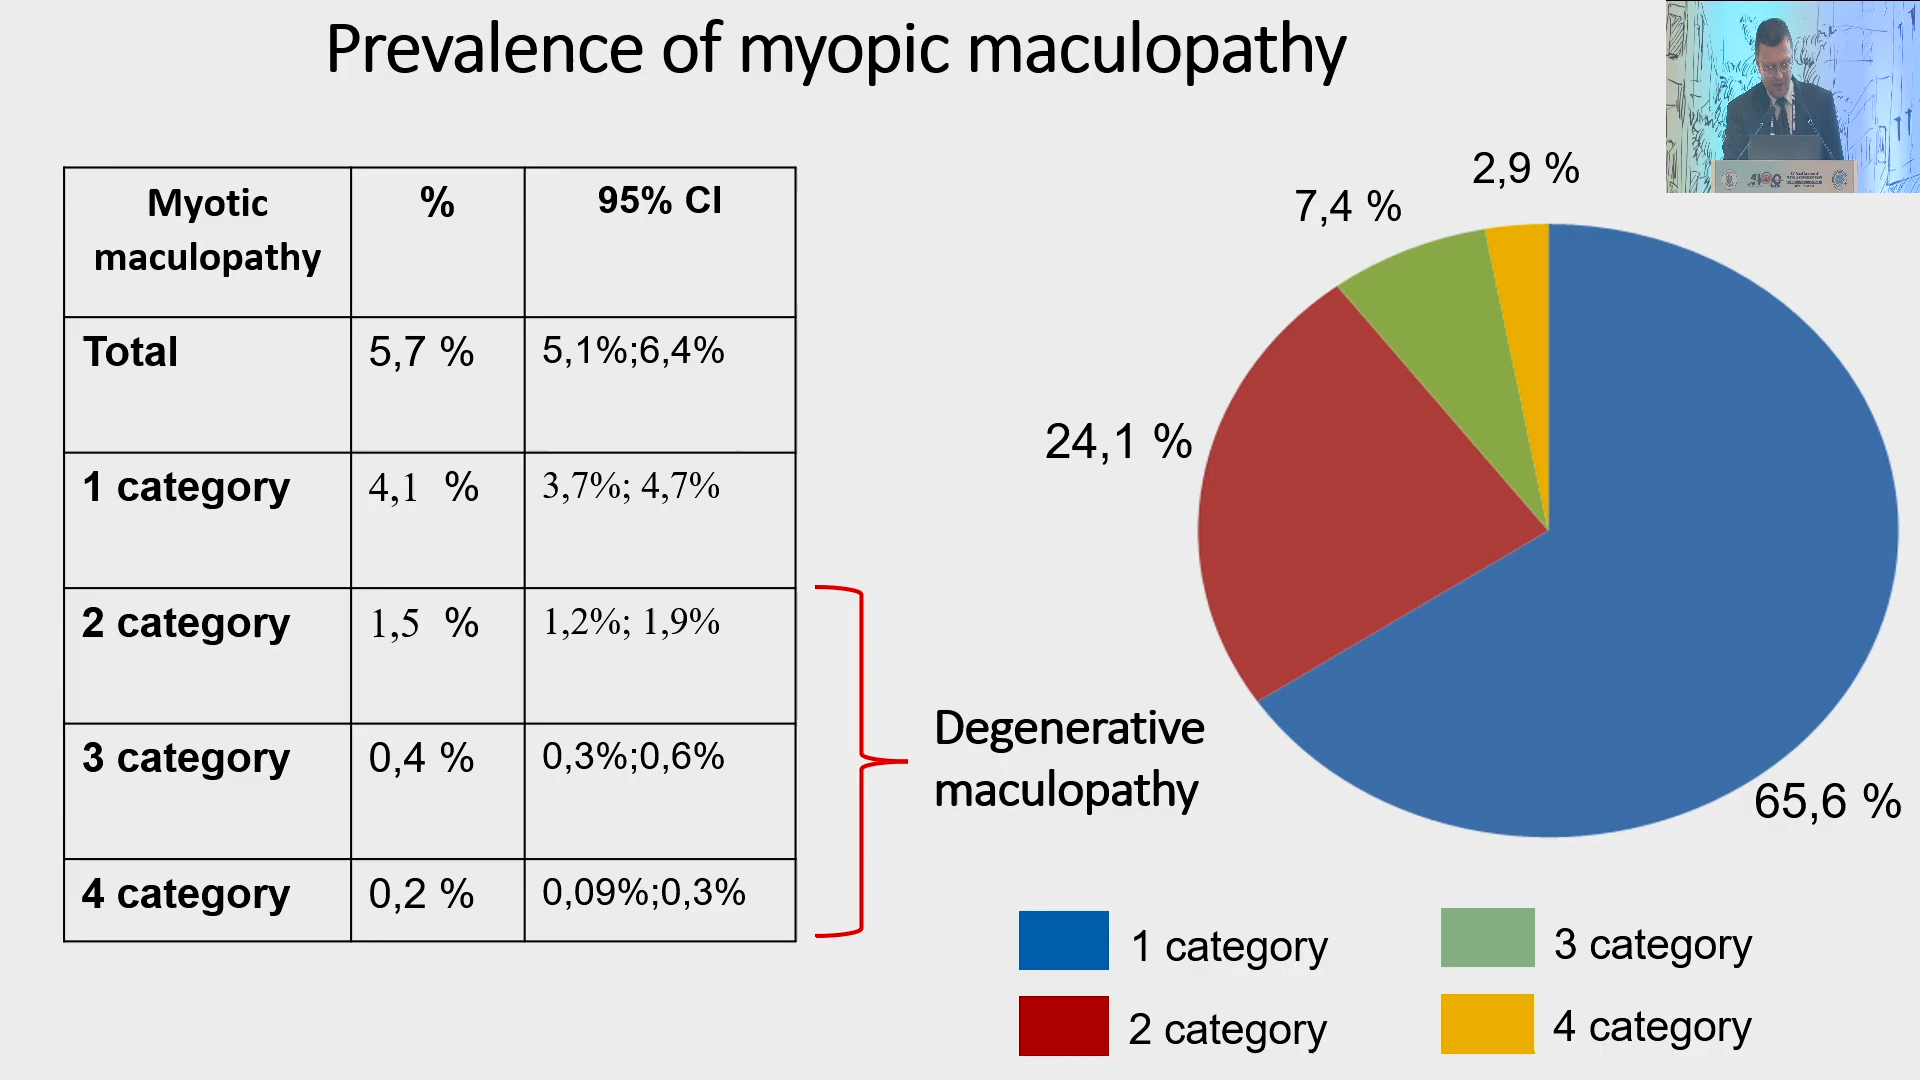 Prevalence of myopic maculopathy
Myotic
maculopathy
%
95% CI
Total
5,7 %
5,1%;6,4%
1 category
4,1 %
3,7%; 4,7%
2 category
1,5 %
1,2%; 1,9%
3 category
0,4 %
0,3%;0,6%
4 category
0,2 %
0,09%;0,3%
Degenerative
maculopathy
2,9 %
7,4 %
24,1 %
65,6 %
1 category
3 category
2 category
4 category